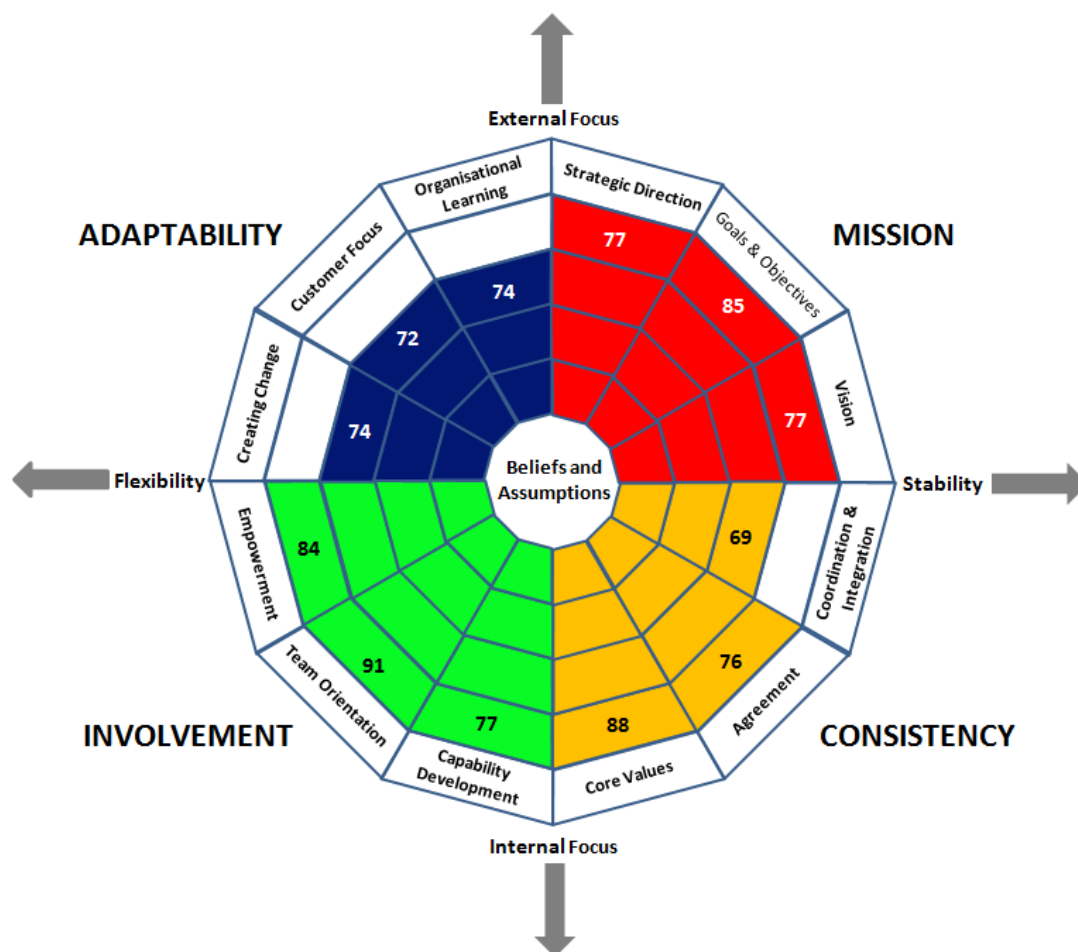 External Focus
Organisational
Learning
Strategic Direction
ADAPTABILITY
MISSION
Customer Focus
Goals & Objectives
77
74
85
72
Creating Change
Vision
74
77
Flexibility
Beliefs and
Assumptions
Stability
Empowerment
84
69
Coordination &
Integration
Team Orientation
91
76
Agreement
77
88
INVOLVEMENT
CONSISTENCY
Capability
Development
Core Values
Internal Focus